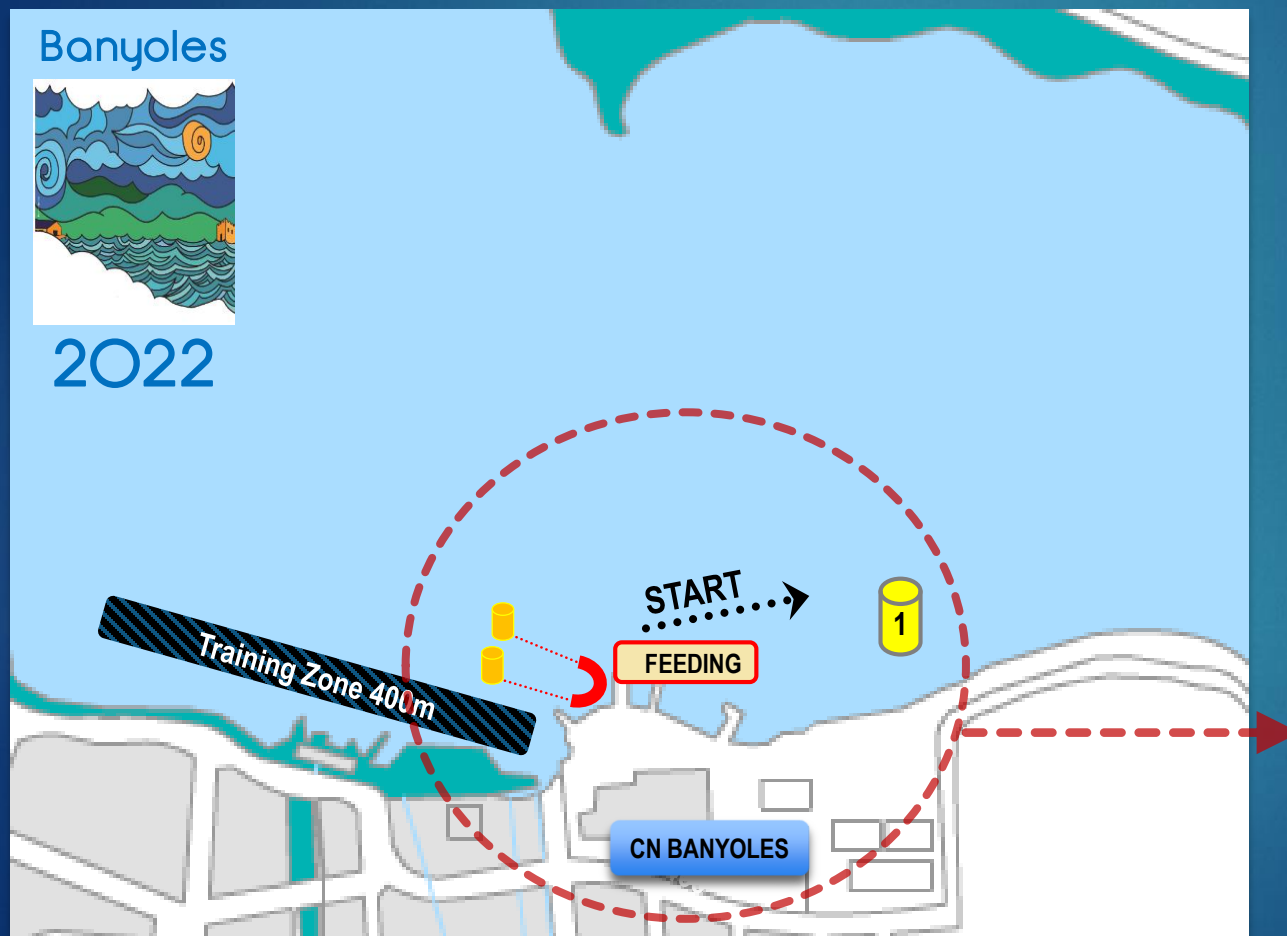 Banyoles
2022
START
1
FEEDING
Training Zone 400m
CN BANYOLES